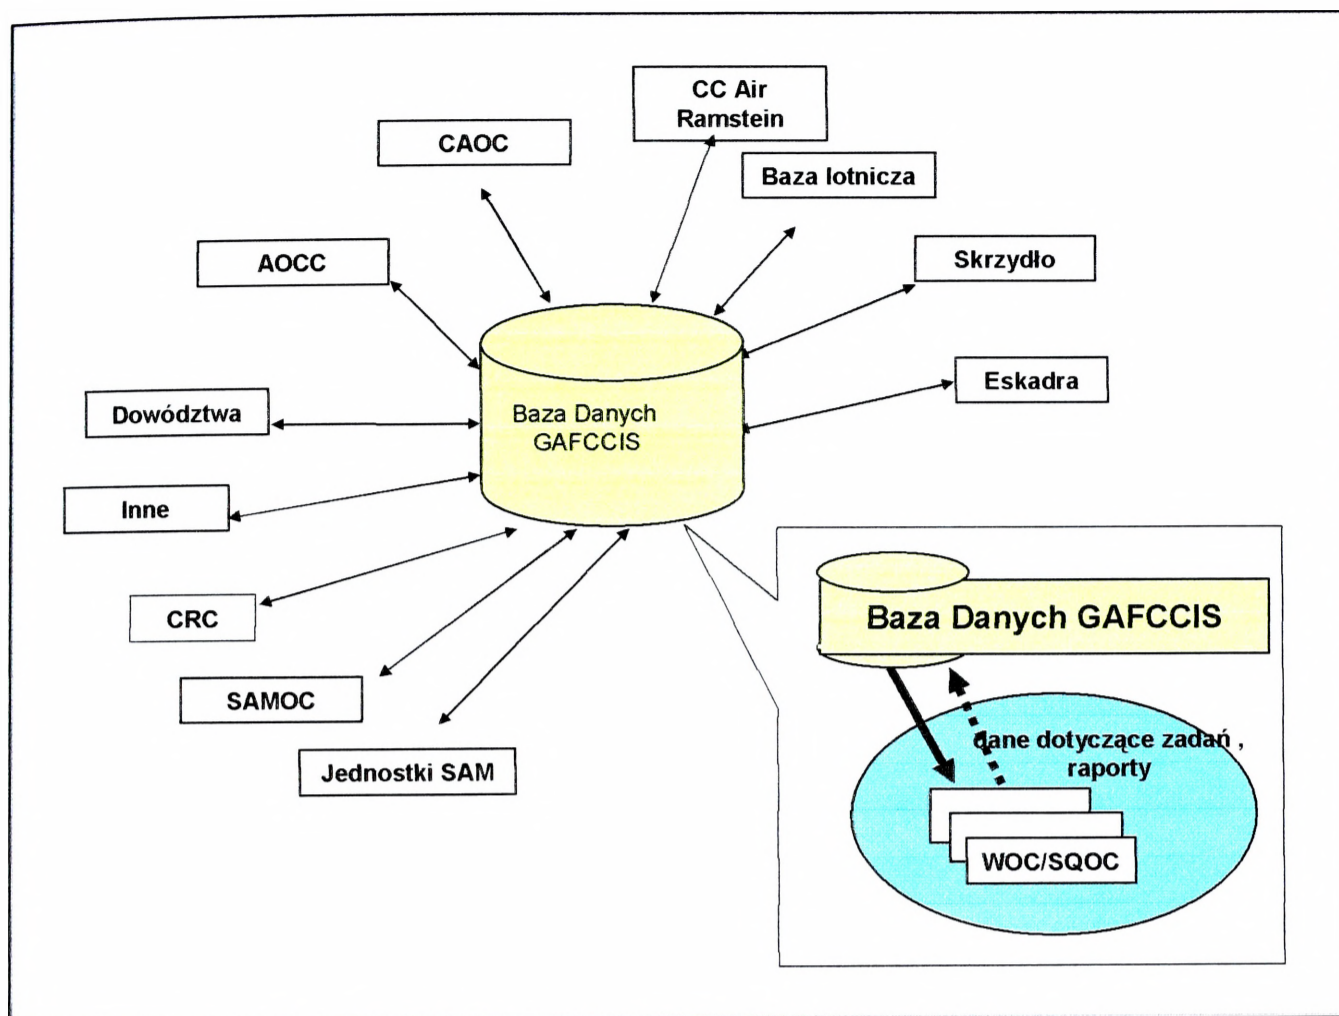 CC Air
Ramstein
CAOC
Baza lotnicza
AOCC
Skrzydło
Eskadra
Dowództwa
Baza Danych
GAFCCIS
Inne
CRC
SAMOC
Jednostki SAM
Baza Danych GAFCCIS
dane dotyczące zadań ,
raporty
WOC/SQOC